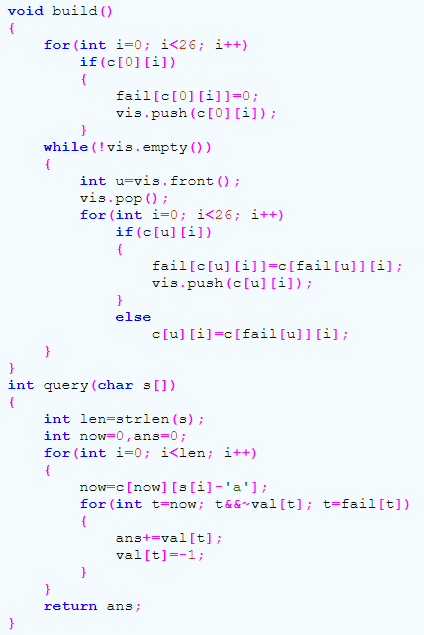 void build()
{
    for(int i=0; i<26; i++)
        if(c[0][i])
        {
            fail[c[0][i]]=0;
            vis.push(c[0][i]);
        }
    while(!vis.empty())
    {
        int u=vis.front();
        vis.pop();
        for(int i=0; i<26; i++)
            if(c[u][i])
            {
                fail[c[u][i]]=c[fail[u]][i];
                vis.push(c[u][i]);
            }
            else
                c[u][i]=c[fail[u]][i];
    }
}
int query(char s[])
{
    int len=strlen(s);
    int now=0,ans=0;
    for(int i=0; i<len; i++)
    {
        now=c[now][s[i]-'a'];
        for(int t=now; t&&~val[t]; t=fail[t])
        {
            ans+=val[t];
            val[t]=-1;
        }
    }
    return ans;
}